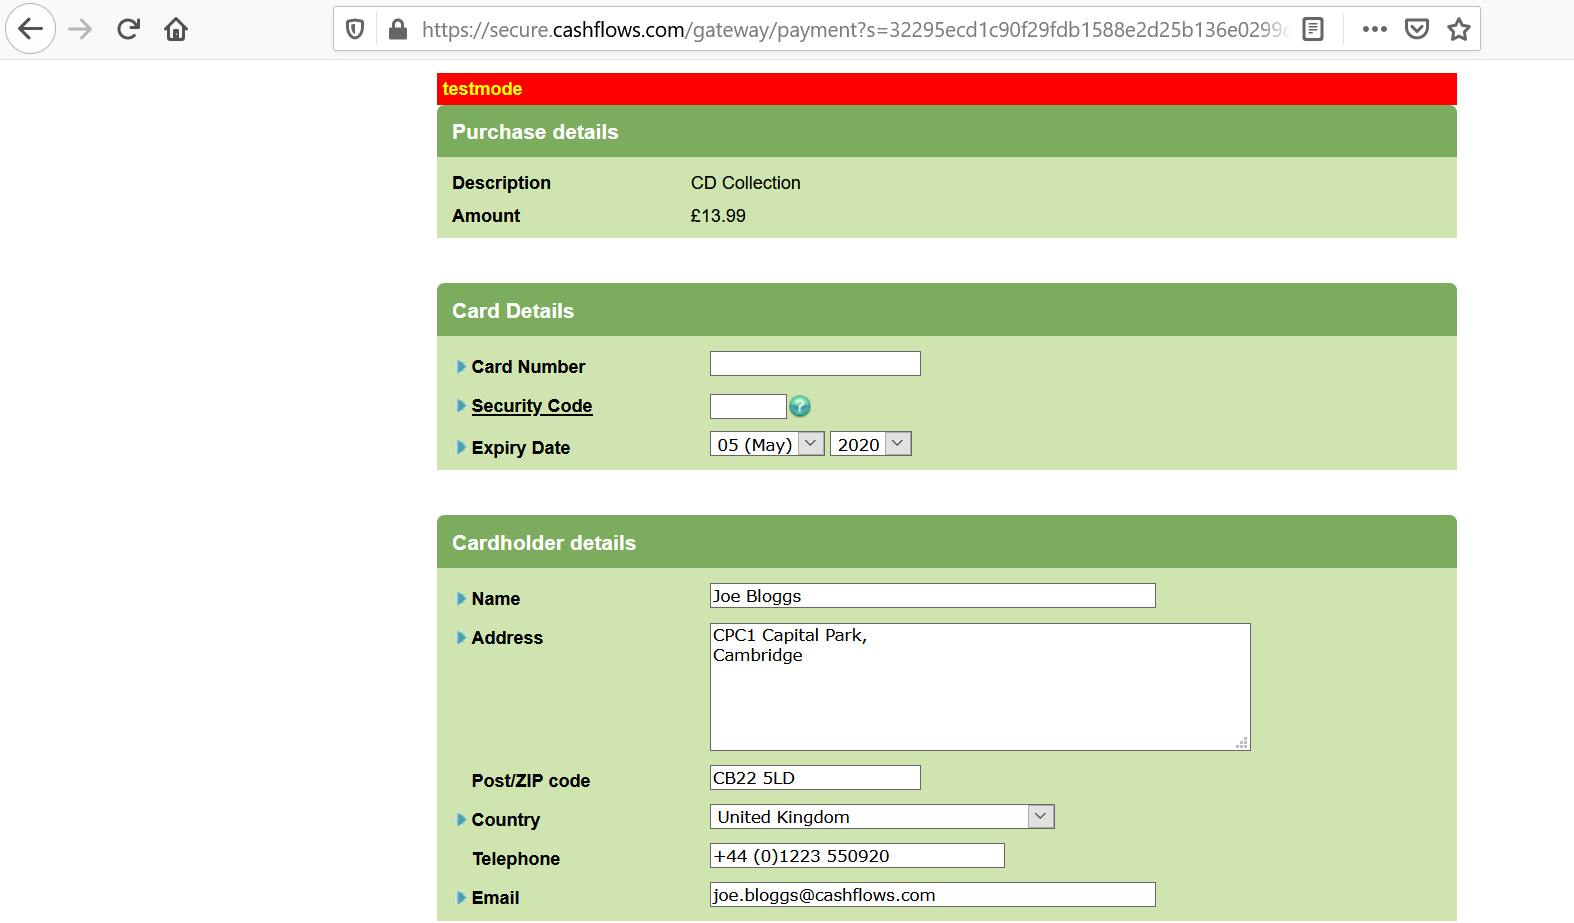 https://secure.cashflows.com/gateway/payment?s=32295ecd1c90f29fdb1588e2d25b136e0299
testmode
Purchase details
Description CD Collection
Amount £13.99
Card Details
Card Number
Security Code ?
Expiry Date 05 (May) 2020
Cardholder details
Name Joe Bloggs
Address CPC1 Capital Park,
Cambridge
Post/ZIP code CB22 5LD
Country United Kingdom
Telephone +44 (0)1223 550920
Email joe.bloggs@cashflows.com